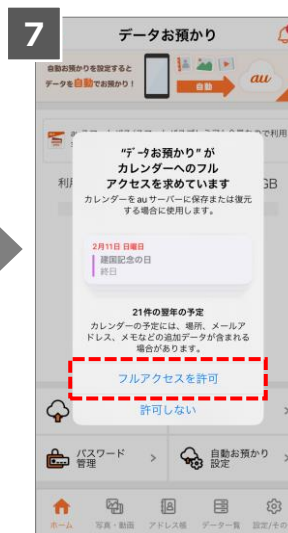 7
データお預かり
自動お預かりを設定すると
データを自動でお預かり！
自動
au
で利用
利用
GB
"データお預かり" が
カレンダーへのフル
アクセスを求めています
カレンダーを au サーバーに保存または復元
する場合に使用します。
2月11日 日曜日
建国記念の日
終日
21件の翌年の予定
カレンダーの予定には、場所、メールア
ドレス、メモなどの追加データが含まれる
場合があります。
フルアクセスを許可
許可しない
パスワード
管理
自動お預かり
設定
ホーム
写真・動画
アドレス帳
データ一覧
設定/その